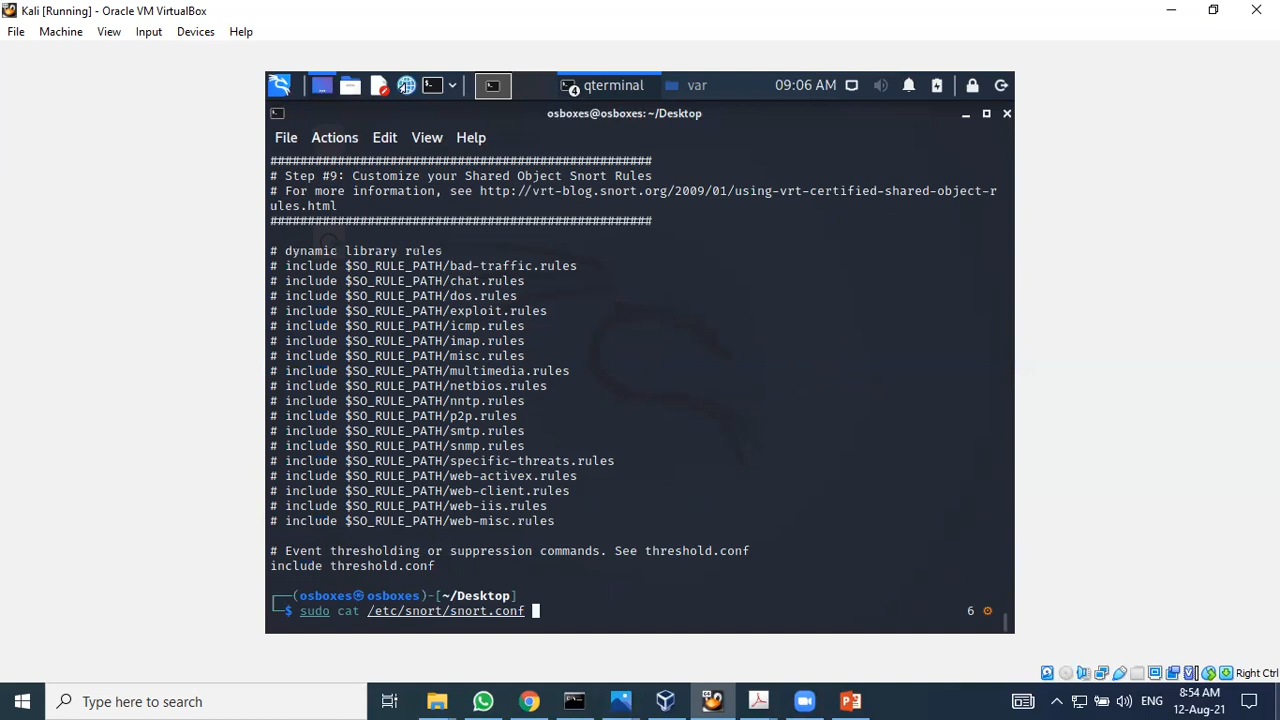 Kali [Running] - Oracle VM VirtualBox
File Machine View Input Devices Help
4 qterminal var 09:06 AM
osboxes@osboxes: ~/Desktop
File Actions Edit View Help
###################################################
# Step #9: Customize your Shared Object Snort Rules
# For more information, see http://vrt-blog.snort.org/2009/01/using-vrt-certified-shared-object-r
ules.html
###################################################
# dynamic library rules
# include $SO_RULE_PATH/bad-traffic.rules
# include $SO_RULE_PATH/chat.rules
# include $SO_RULE_PATH/dos.rules
# include $SO_RULE_PATH/exploit.rules
# include $SO_RULE_PATH/icmp.rules
# include $SO_RULE_PATH/imap.rules
# include $SO_RULE_PATH/misc.rules
# include $SO_RULE_PATH/multimedia.rules
# include $SO_RULE_PATH/netbios.rules
# include $SO_RULE_PATH/nntp.rules
# include $SO_RULE_PATH/p2p.rules
# include $SO_RULE_PATH/smtp.rules
# include $SO_RULE_PATH/snmp.rules
# include $SO_RULE_PATH/specific-threats.rules
# include $SO_RULE_PATH/web-activex.rules
# include $SO_RULE_PATH/web-client.rules
# include $SO_RULE_PATH/web-iis.rules
# include $SO_RULE_PATH/web-misc.rules
# Event thresholding or suppression commands. See threshold.conf
include threshold.conf
┌──(osboxes㉿osboxes)-[~/Desktop]
└─$ sudo cat /etc/snort/snort.conf 6
Right Ctrl
Type here to search ENG 8:54 AM
12-Aug-21